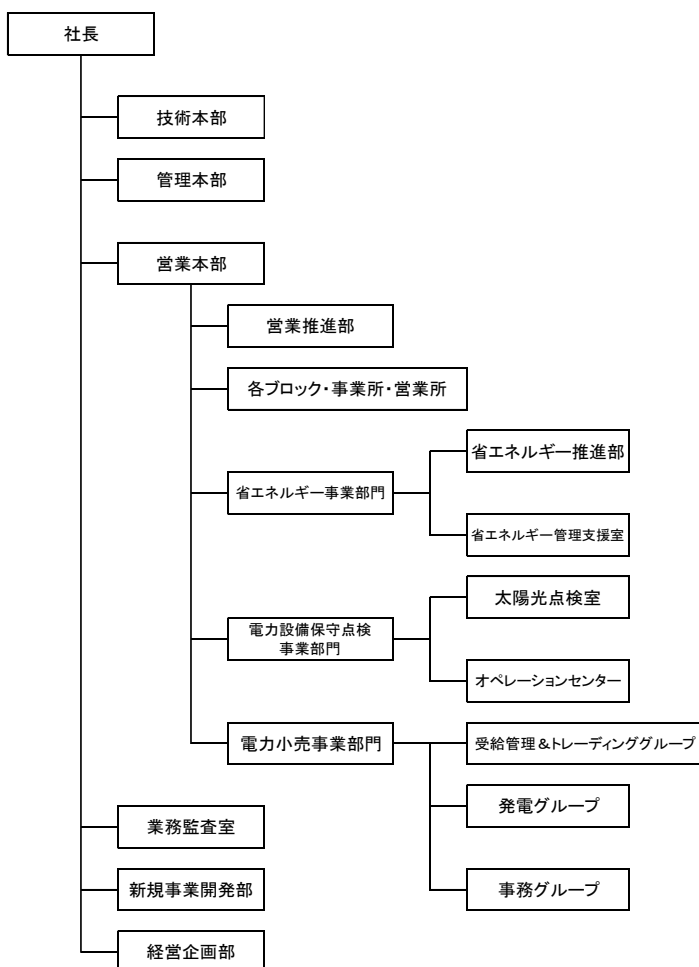 社長
技術本部
管理本部
営業本部
営業推進部
各ブロック・事業所・営業所
省エネルギー事業部門
省エネルギー推進部
省エネルギー管理支援室
電力設備保守点検
事業部門
太陽光点検室
オペレーションセンター
電力小売事業部門
受給管理&トレーディンググループ
発電グループ
事務グループ
業務監査室
新規事業開発部
経営企画部